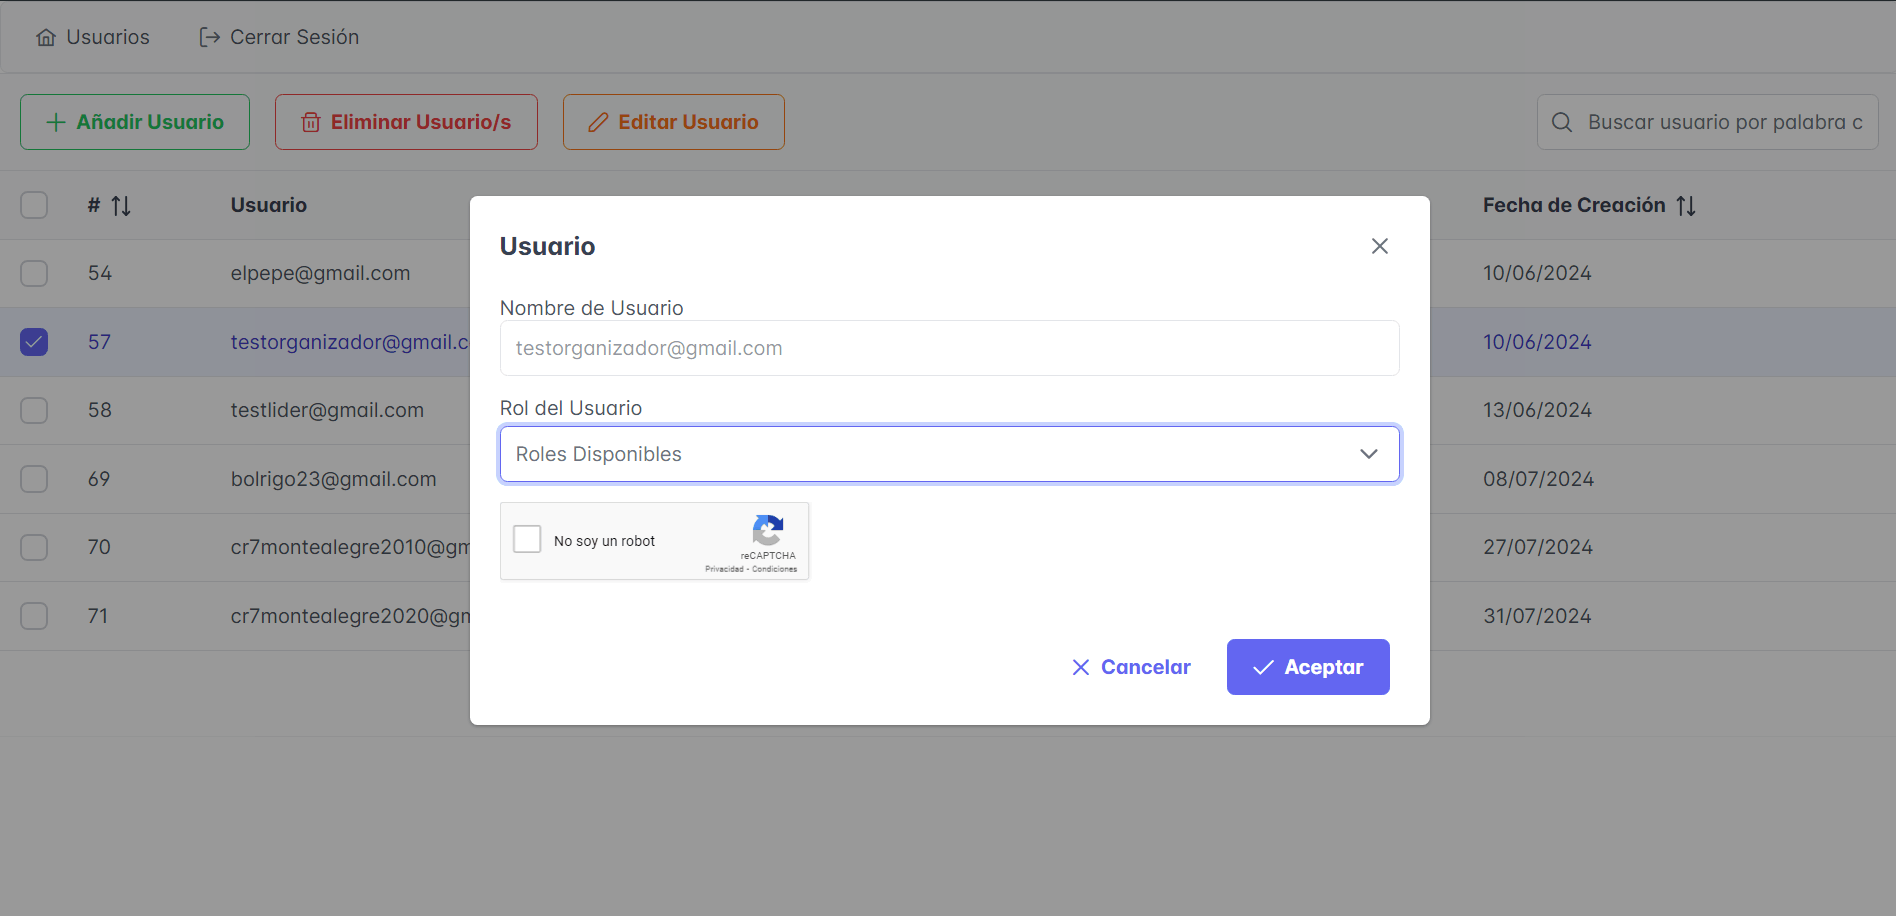 Usuarios Cerrar Sesión
Añadir Usuario Eliminar Usuario/s Editar Usuario Buscar usuario por palabra c
# Usuario Fecha de Creación
54 elpepe@gmail.com 10/06/2024
57 testorganizador@gmail.c 10/06/2024
58 testlider@gmail.com 13/06/2024
69 bolrigo23@gmail.com 08/07/2024
70 cr7montealegre2010@gm 27/07/2024
71 cr7montealegre2020@gm 31/07/2024
Usuario
Nombre de Usuario
testorganizador@gmail.com
Rol del Usuario
Roles Disponibles
No soy un robot
reCAPTCHA
Privacidad - Condiciones
Cancelar Aceptar